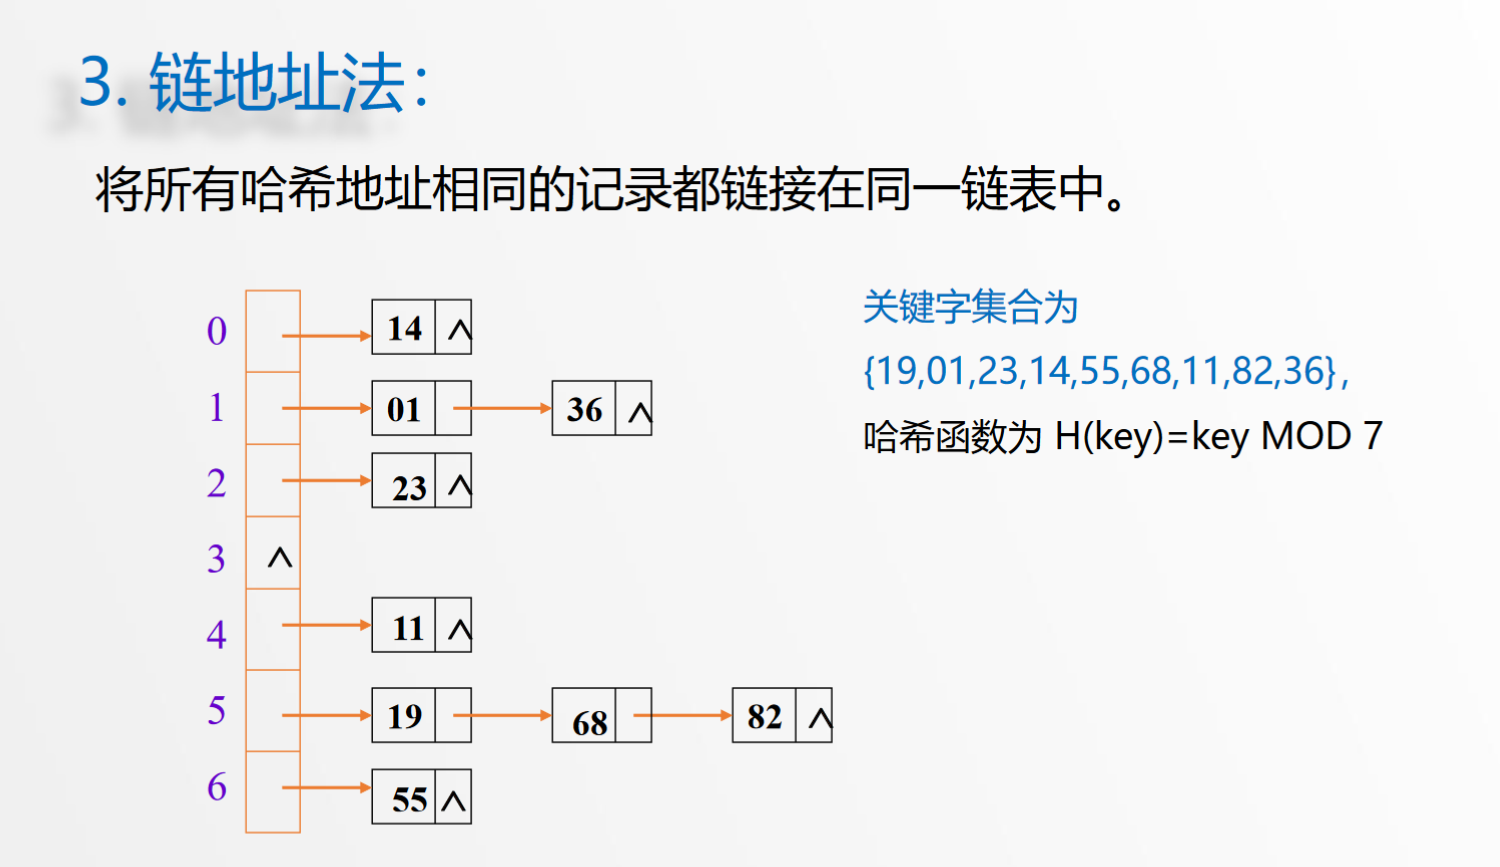 3. 链地址法：
将所有哈希地址相同的记录都链接在同一链表中。
关键字集合为
{19,01,23,14,55,68,11,82,36}，
哈希函数为 H(key)=key MOD 7
0 14 ∧
1 01 36 ∧
2 23 ∧
3 ∧
4 11 ∧
5 19 68 82 ∧
6 55 ∧